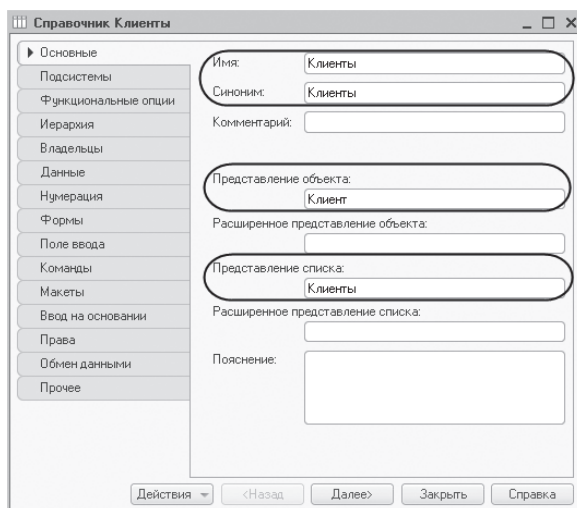 Справочник Клиенты
Основные
Подсистемы
Функциональные опции
Иерархия
Владельцы
Данные
Нумерация
Формы
Поле ввода
Команды
Макеты
Ввод на основании
Права
Обмен данными
Прочее
Имя: Клиенты
Синоним: Клиенты
Комментарий:
Представление объекта:
Клиент
Расширенное представление объекта:
Представление списка:
Клиенты
Расширенное представление списка:
Пояснение:
Действия <Назад Далее> Закрыть Справка